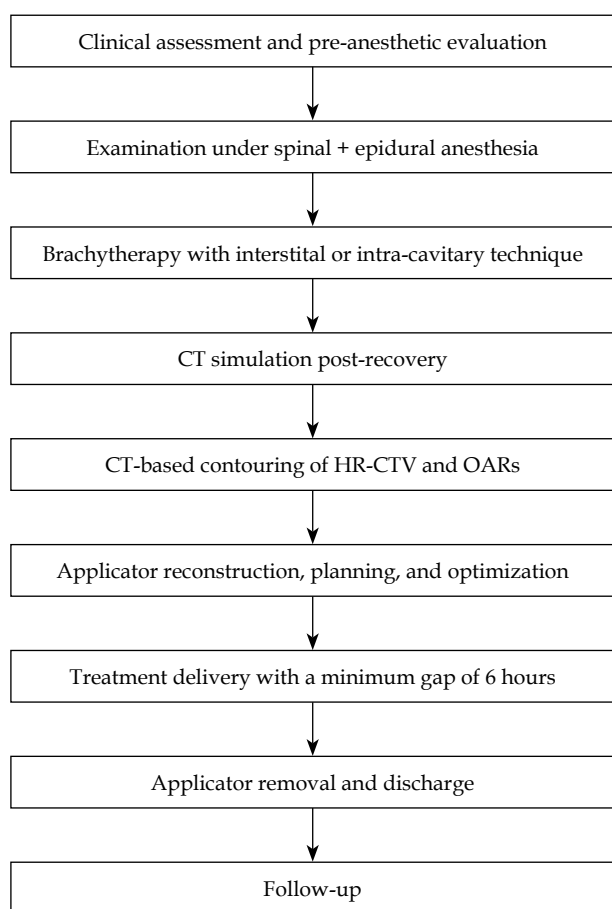 Clinical assessment and pre-anesthetic evaluation
Examination under spinal + epidural anesthesia
Brachytherapy with interstital or intra-cavitary technique
CT simulation post-recovery
CT-based contouring of HR-CTV and OARs
Applicator reconstruction, planning, and optimization
Treatment delivery with a minimum gap of 6 hours
Applicator removal and discharge
Follow-up